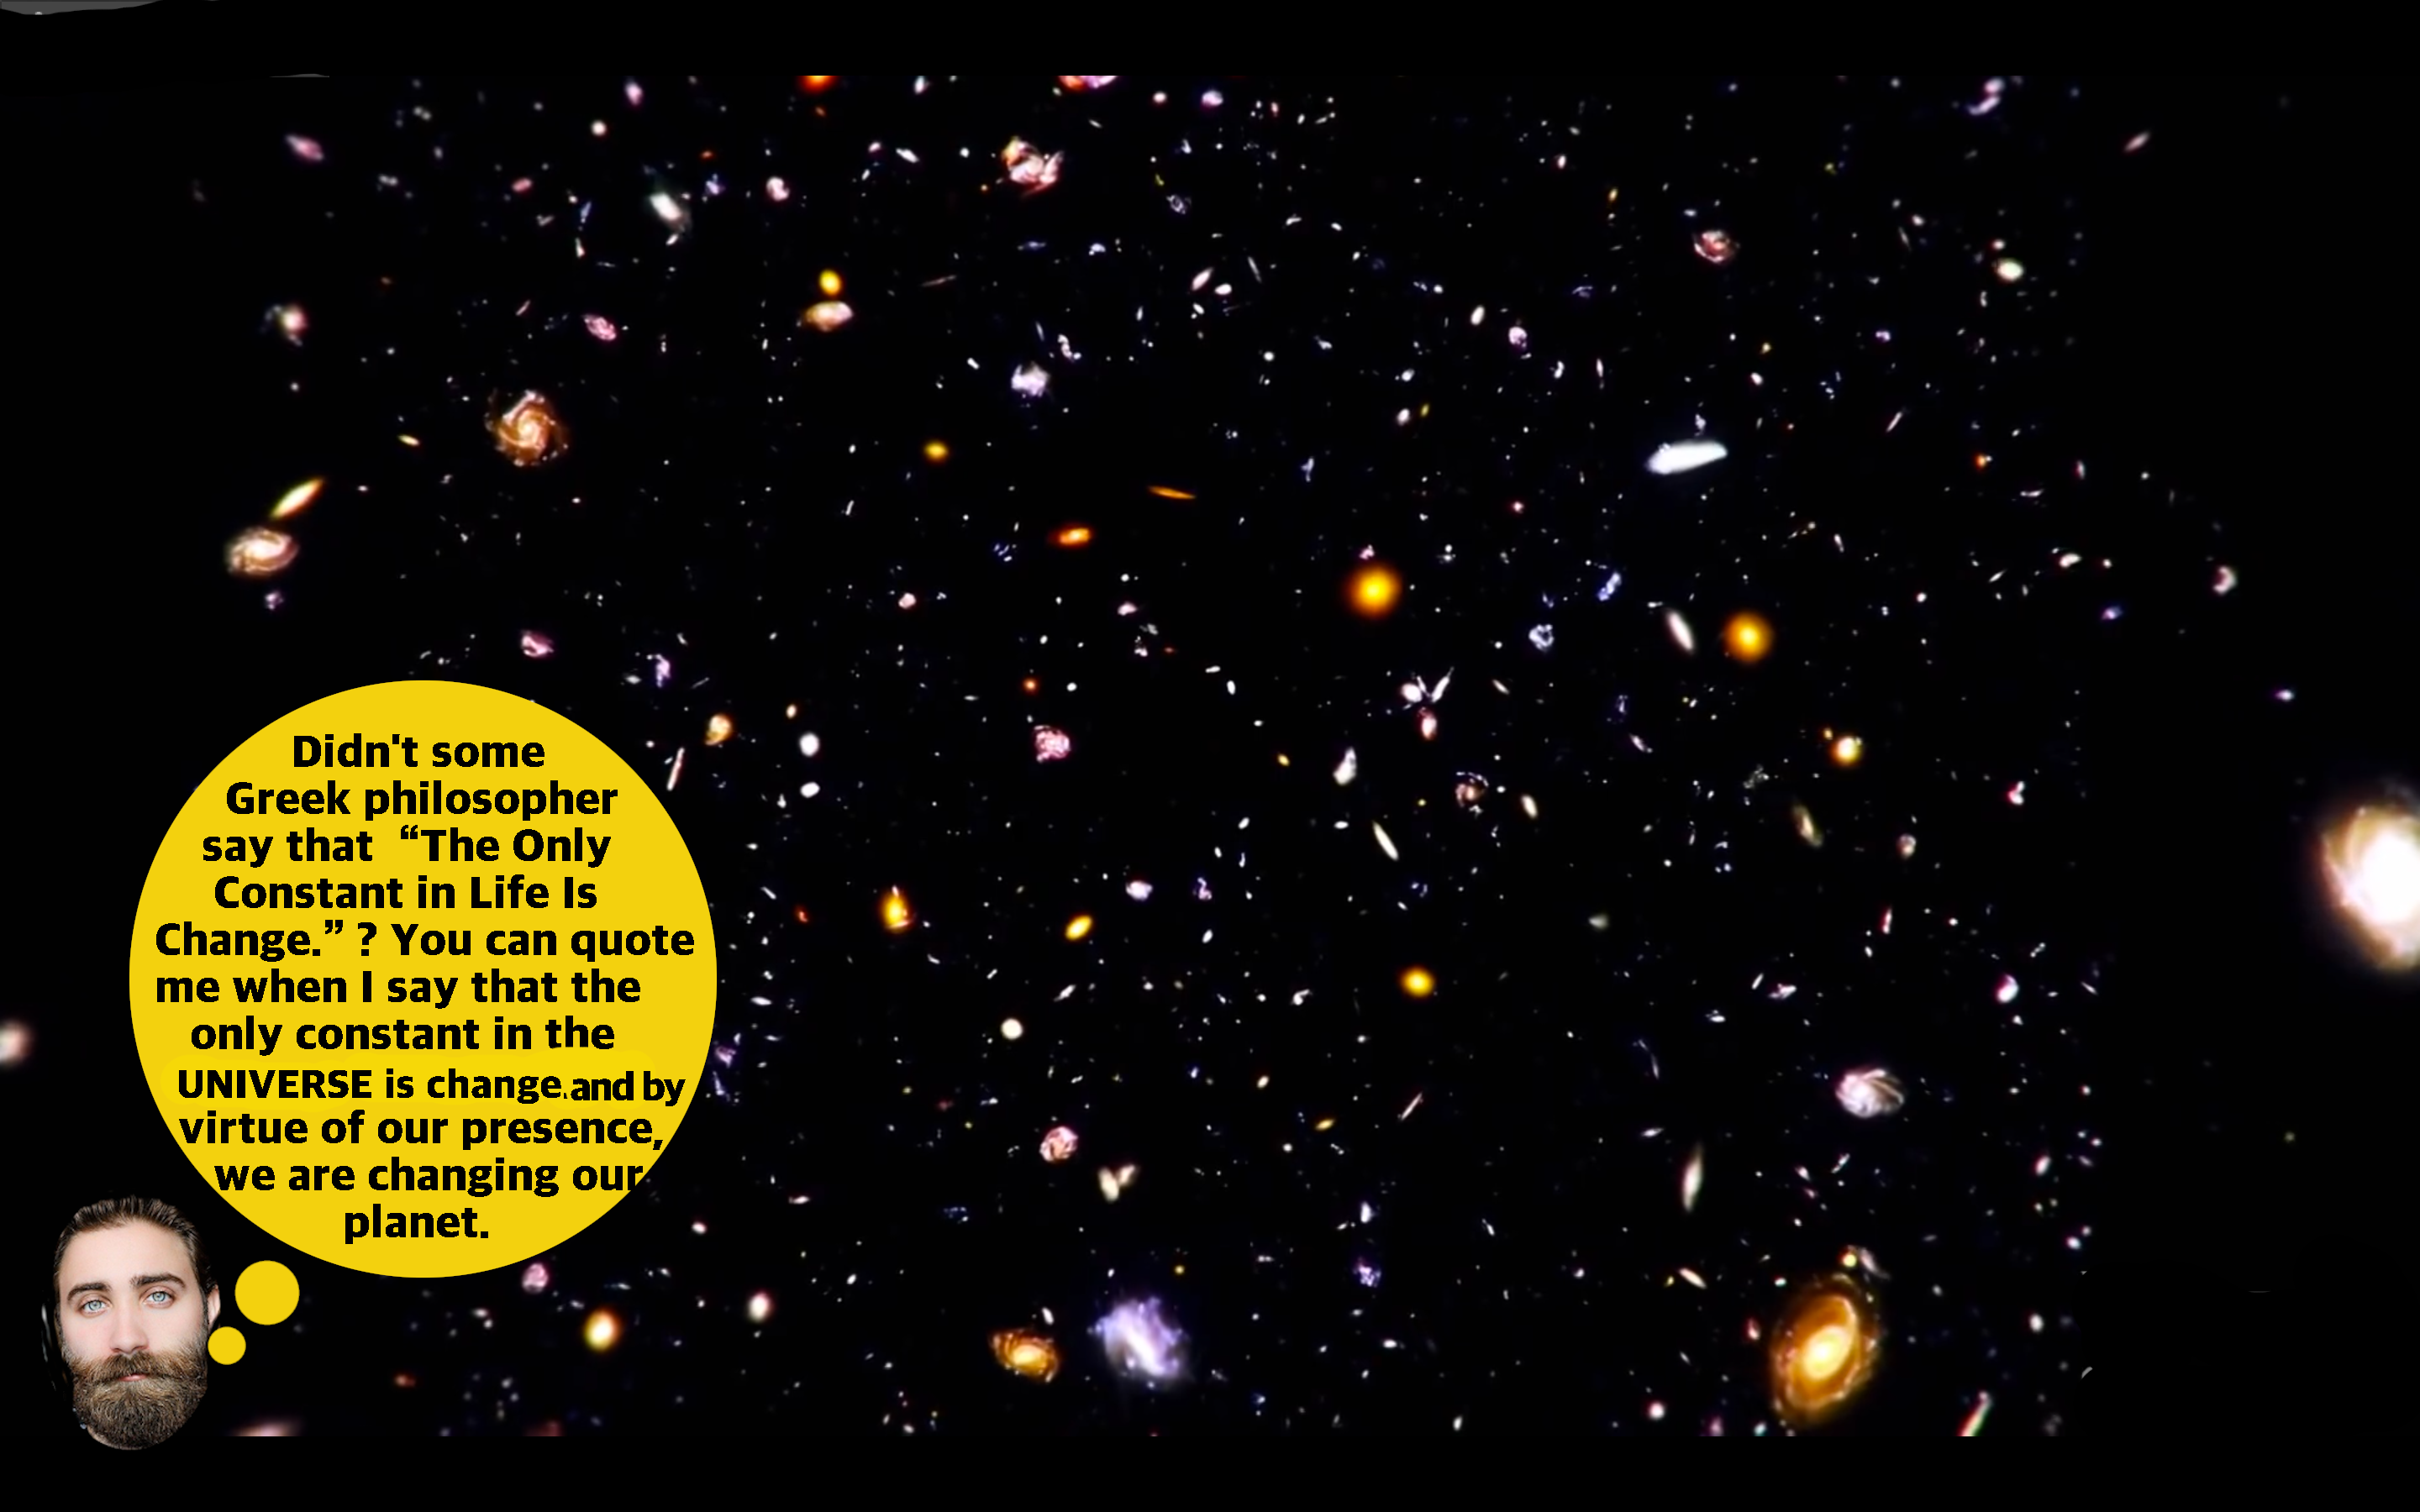 Didn't some
Greek philosopher
say that “The Only
Constant in Life Is
Change.” ? You can quote
me when I say that the
only constant in the
UNIVERSE is change.and by
virtue of our presence,
we are changing our
planet.